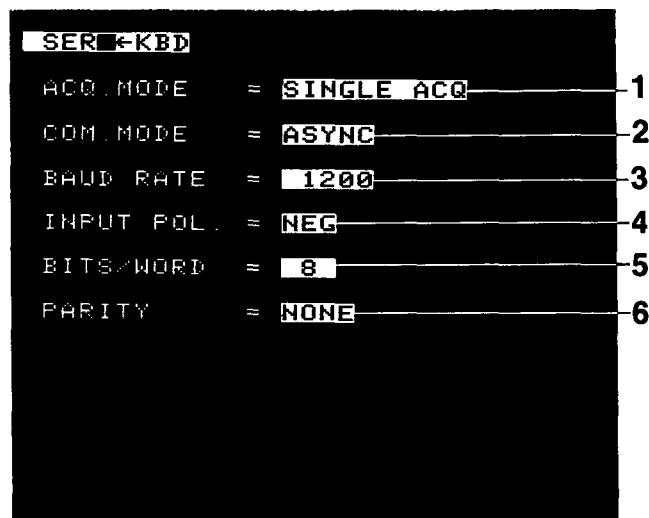 SER■←KBD
ACQ.MODE = SINGLE ACQ 1
COM.MODE = ASYNC 2
BAUD RATE = 1200 3
INPUT POL. = NEG 4
BITS/WORD = 8 5
PARITY = NONE 6